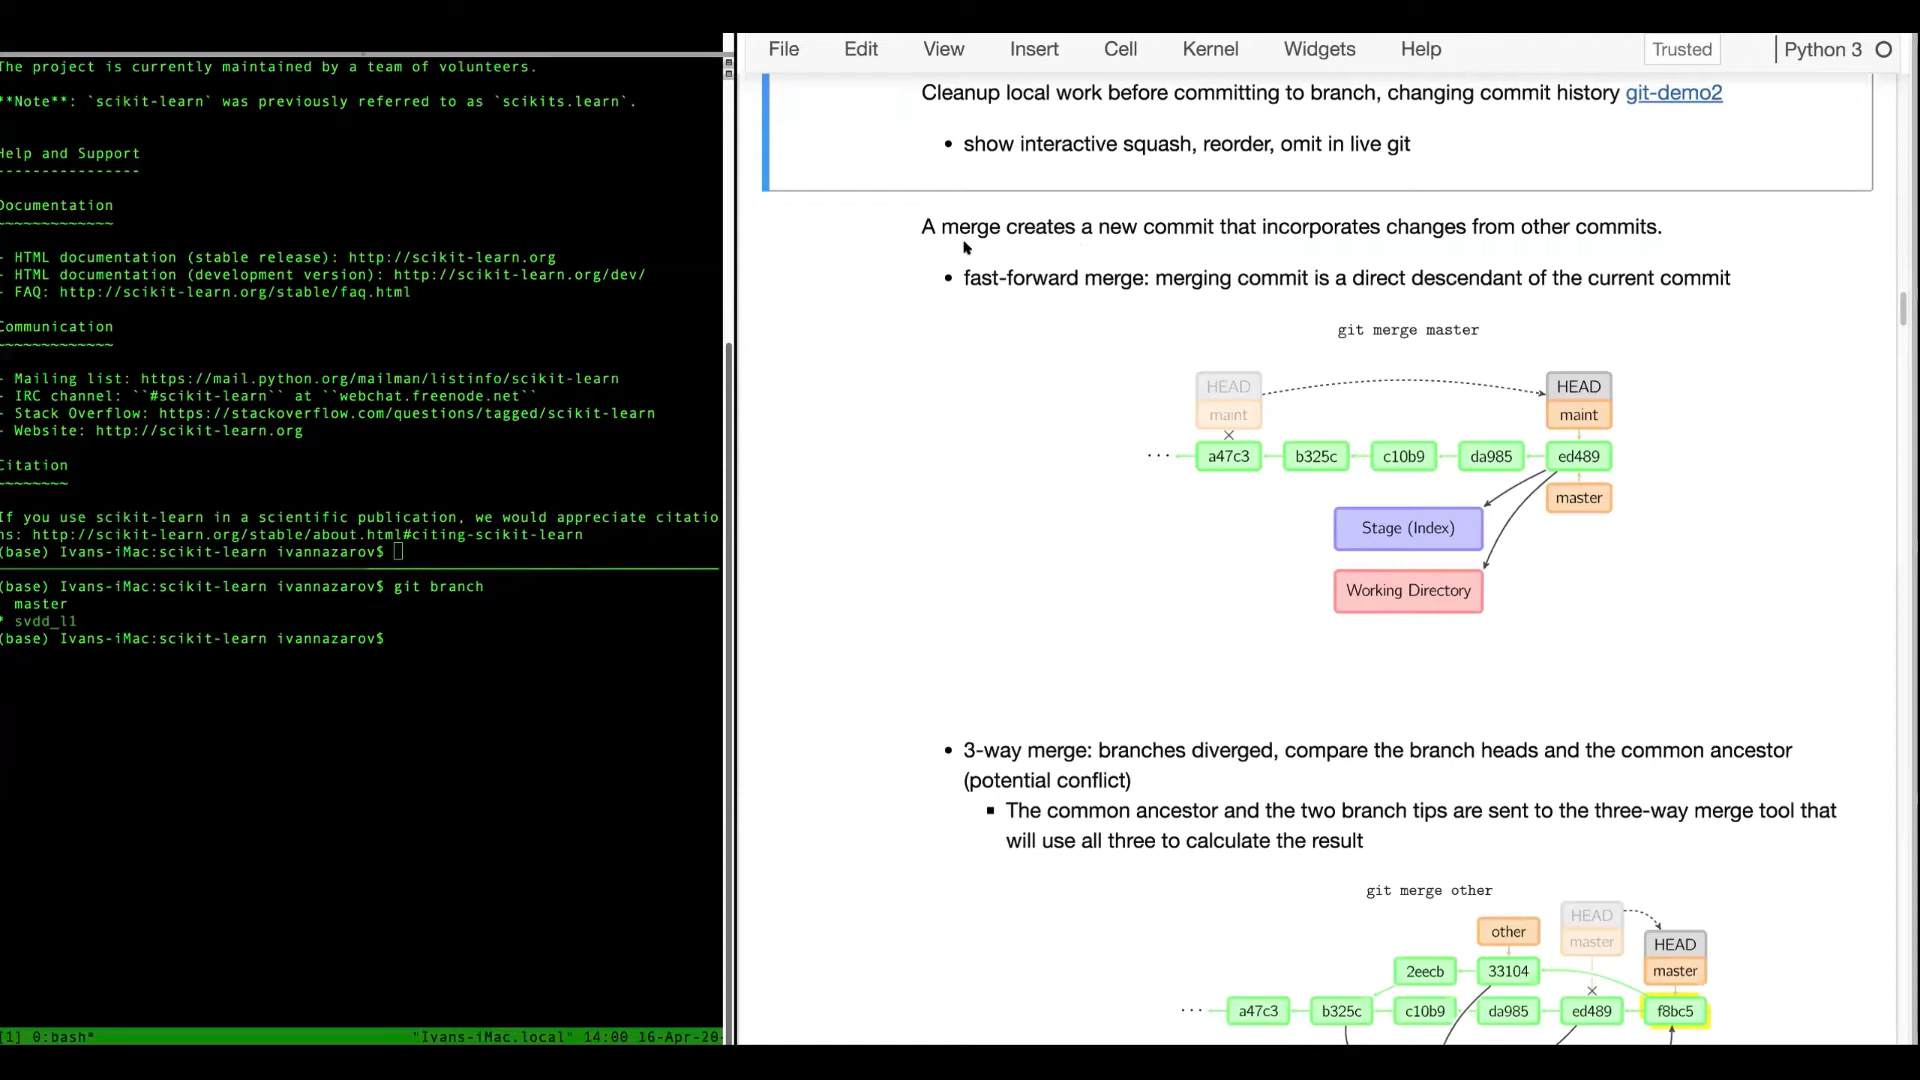 The project is currently maintained by a team of volunteers.
**Note**: `scikit-learn` was previously referred to as `scikits.learn`.
Help and Support
----------------
Documentation
~~~~~~~~~~~~~
- HTML documentation (stable release): http://scikit-learn.org
- HTML documentation (development version): http://scikit-learn.org/dev/
- FAQ: http://scikit-learn.org/stable/faq.html
Communication
~~~~~~~~~~~~~
- Mailing list: https://mail.python.org/mailman/listinfo/scikit-learn
- IRC channel: ``#scikit-learn`` at ``webchat.freenode.net``
- Stack Overflow: https://stackoverflow.com/questions/tagged/scikit-learn
- Website: http://scikit-learn.org
Citation
~~~~~~~~
If you use scikit-learn in a scientific publication, we would appreciate citatio
ns: http://scikit-learn.org/stable/about.html#citing-scikit-learn
(base) Ivans-iMac:scikit-learn ivannazarov$
(base) Ivans-iMac:scikit-learn ivannazarov$ git branch
master
* svdd_l1
(base) Ivans-iMac:scikit-learn ivannazarov$
[1] 0:bash* "Ivans-iMac.local" 14:00 16-Apr-20
File Edit View Insert Cell Kernel Widgets Help Trusted Python 3
Cleanup local work before committing to branch, changing commit history git-demo2
• show interactive squash, reorder, omit in live git
A merge creates a new commit that incorporates changes from other commits.
• fast-forward merge: merging commit is a direct descendant of the current commit
git merge master
HEAD HEAD
maint maint
... a47c3 b325c c10b9 da985 ed489
master
Stage (Index)
Working Directory
• 3-way merge: branches diverged, compare the branch heads and the common ancestor
(potential conflict)
▪ The common ancestor and the two branch tips are sent to the three-way merge tool that
will use all three to calculate the result
git merge other
HEAD
other master HEAD
2eecb 33104 master
... a47c3 b325c c10b9 da985 ed489 f8bc5